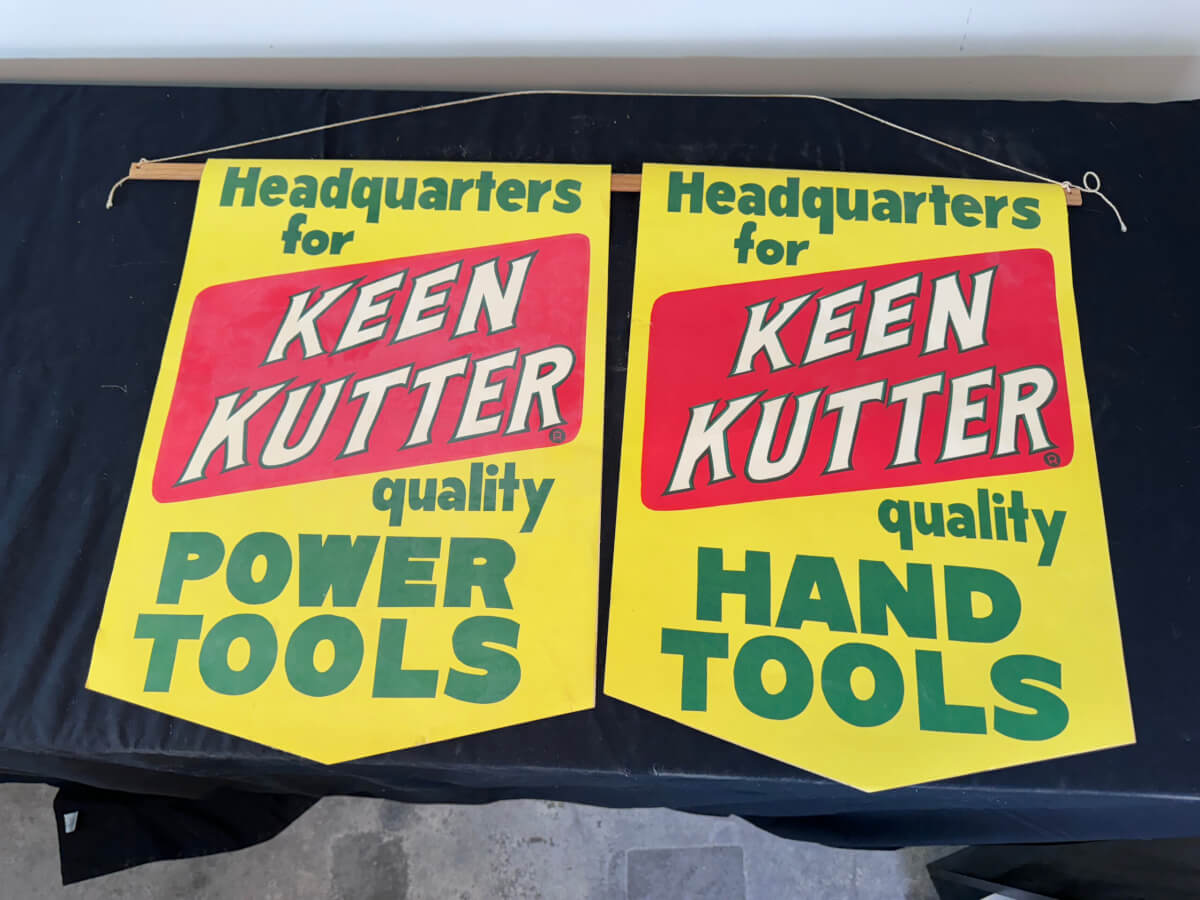 Headquarters
for
KEEN
KUTTER®
quality
POWER
TOOLS
Headquarters
for
KEEN
KUTTER®
quality
HAND
TOOLS